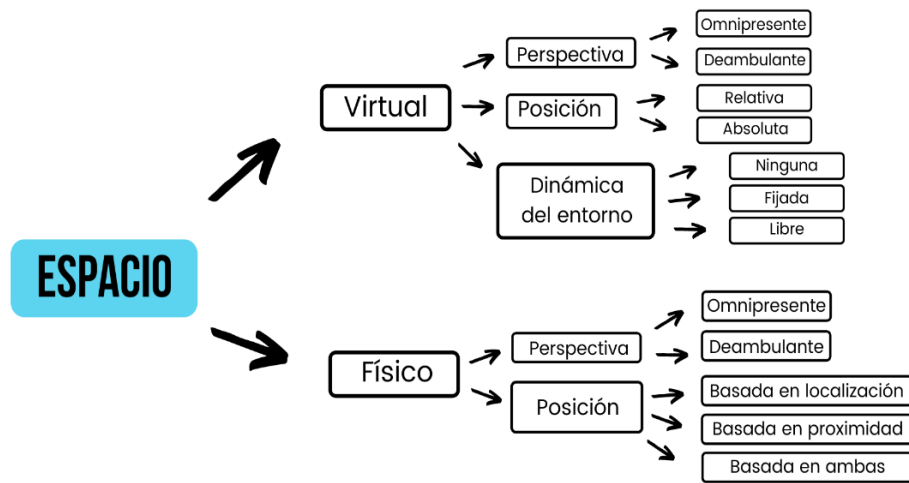 ESPACIO
Virtual
Perspectiva
Omnipresente
Deambulante
Posición
Relativa
Absoluta
Dinámica
del entorno
Ninguna
Fijada
Libre
Físico
Perspectiva
Omnipresente
Deambulante
Posición
Basada en localización
Basada en proximidad
Basada en ambas